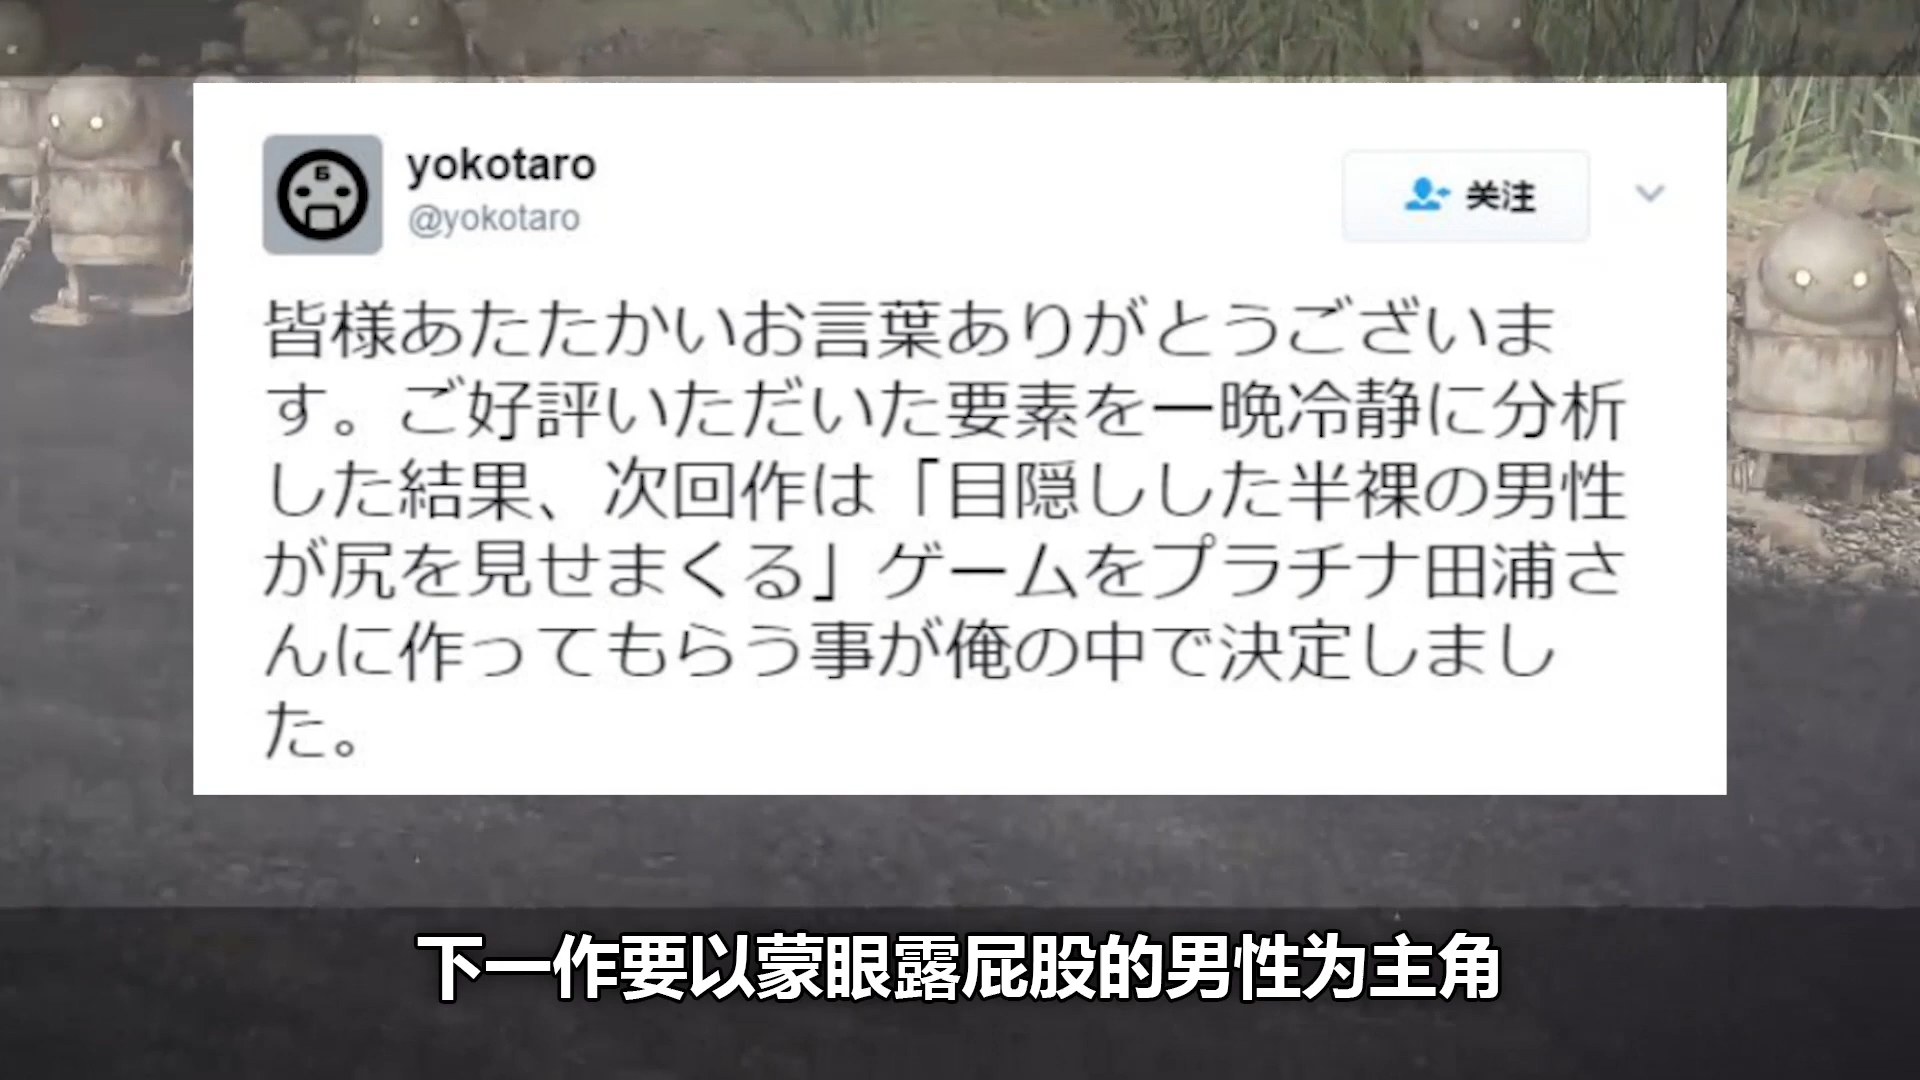 yokotaro
@yokotaro
关注
皆様あたたかいお言葉ありがとうございま
す。ご好評いただいた要素を一晩冷静に分析
した結果、次回作は「目隠しした半裸の男性
が尻を見せまくる」ゲームをプラチナ田浦さ
んに作ってもらう事が俺の中で決定しまし
た。
下一作要以蒙眼露屁股的男性为主角